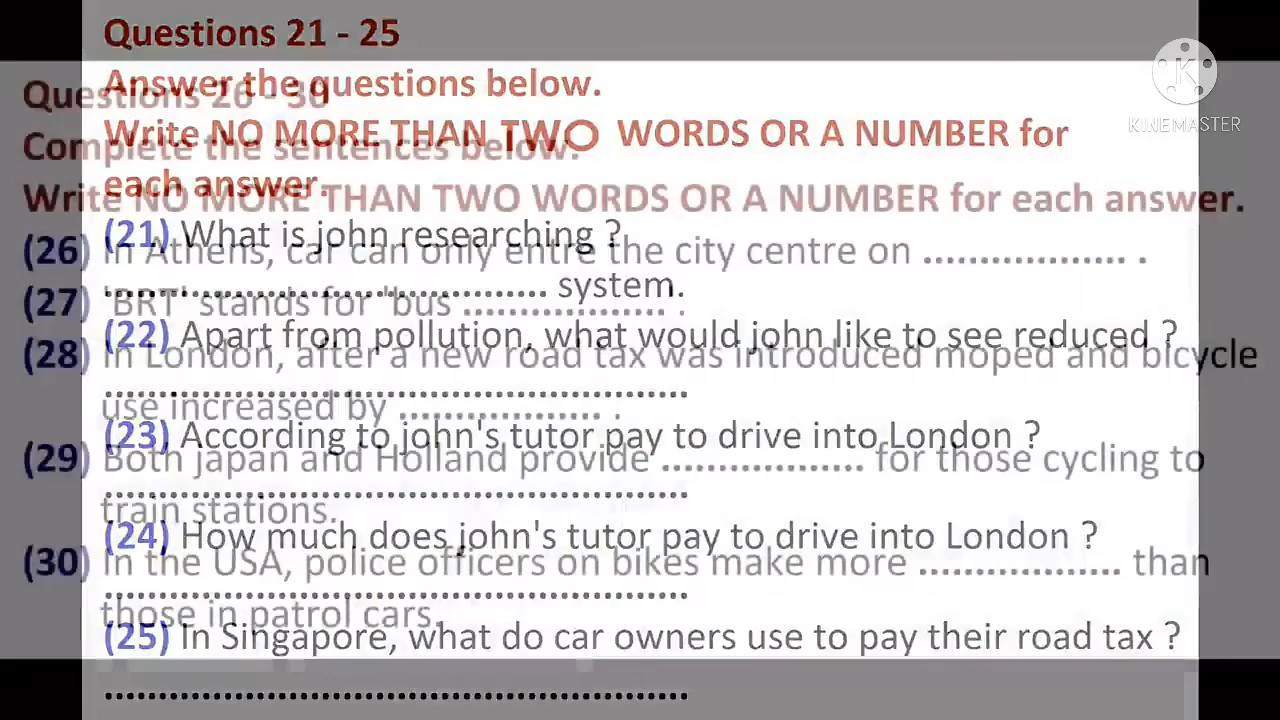 Questions 21 - 25
Answer the questions below.
Write NO MORE THAN TWO WORDS OR A NUMBER for
each answer.
(21) What is john researching ?
........................................ system.
(22) Apart from pollution, what would john like to see reduced ?
......................................................
(23) According to john's tutor pay to drive into London ?
......................................................
(24) How much does john's tutor pay to drive into London ?
......................................................
(25) In Singapore, what do car owners use to pay their road tax ?
......................................................
Questions 26 - 30
Complete the sentences below.
Write NO MORE THAN TWO WORDS OR A NUMBER for each answer.
(26) In Athens, car can only entre the city centre on .................. .
(27) 'BRT' stands for 'bus .................. .
(28) In London, after a new road tax was introduced moped and bicycle
use increased by .................. .
(29) Both japan and Holland provide .................. for those cycling to
train stations.
(30) In the USA, police officers on bikes make more .................. than
those in patrol cars.
K
KINEMASTER